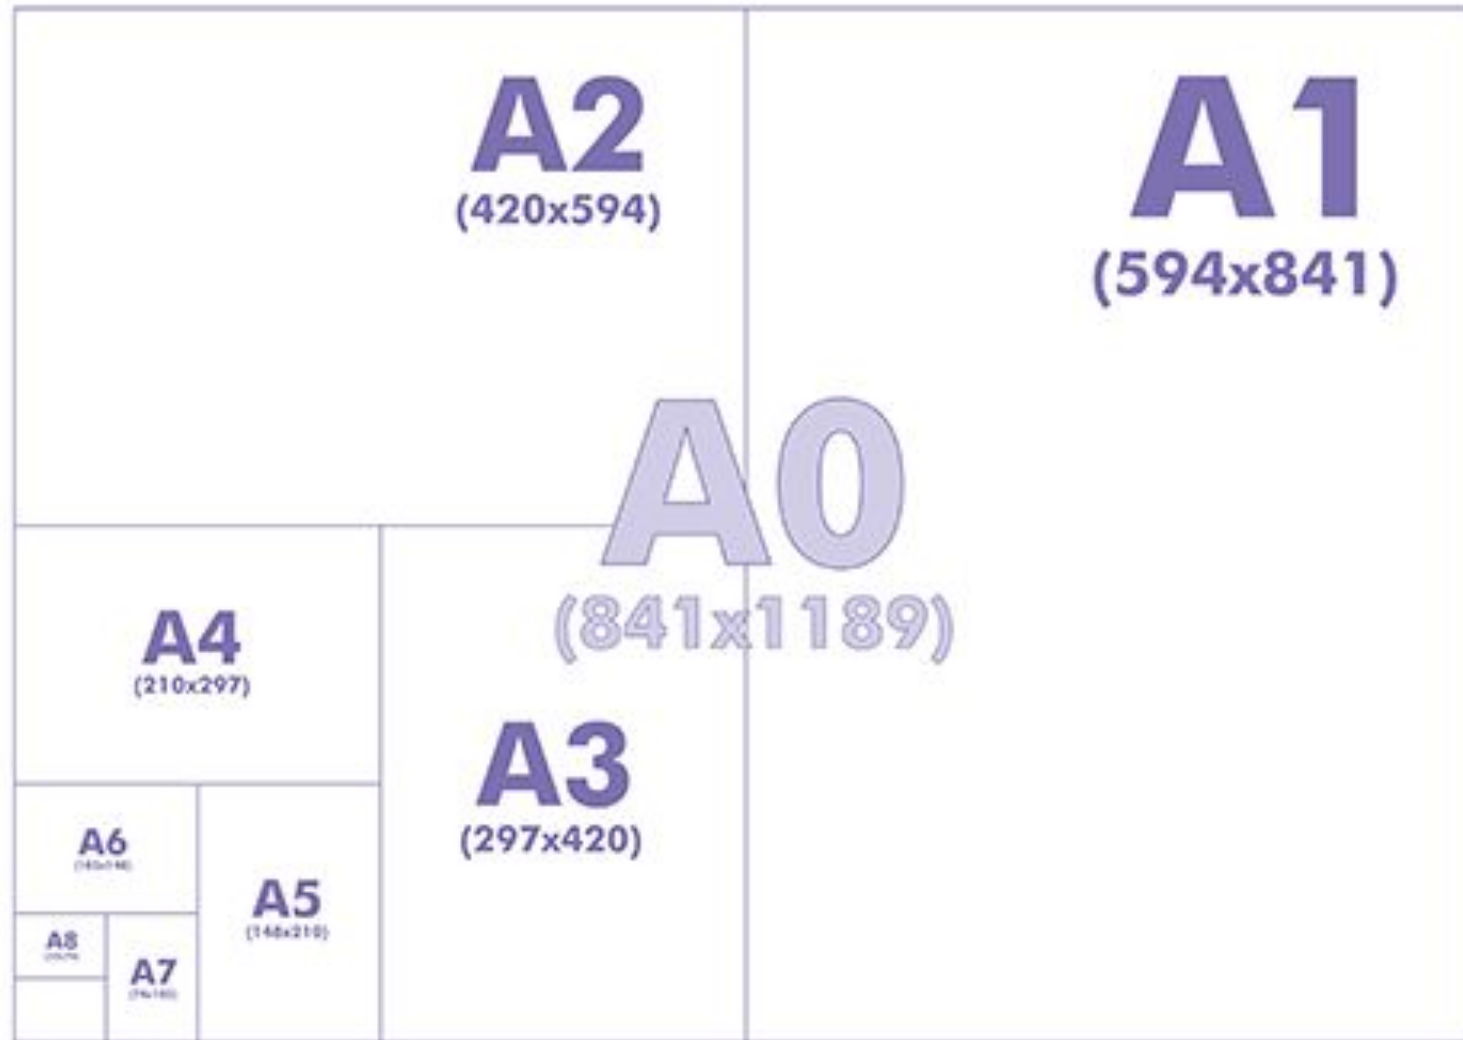 A2
(420x594)
A1
(594x841)
A0
(841x1189)
A4
(210x297)
A3
(297x420)
A6
A5
(148x210)
A8
A7